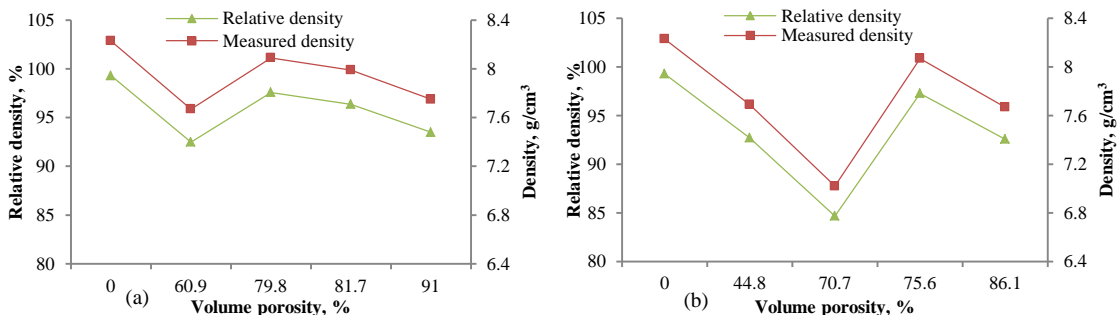 Relative density
Measured density
Relative density, %
105
100
95
90
85
80
8.4
8
7.6
7.2
6.8
6.4
Density, g/cm³
0 60.9 79.8 81.7 91
(a)
Volume porosity, %
Relative density
Measured density
Relative density, %
105
100
95
90
85
80
8.4
8
7.6
7.2
6.8
6.4
Density, g/cm³
0 44.8 70.7 75.6 86.1
(b)
Volume porosity, %